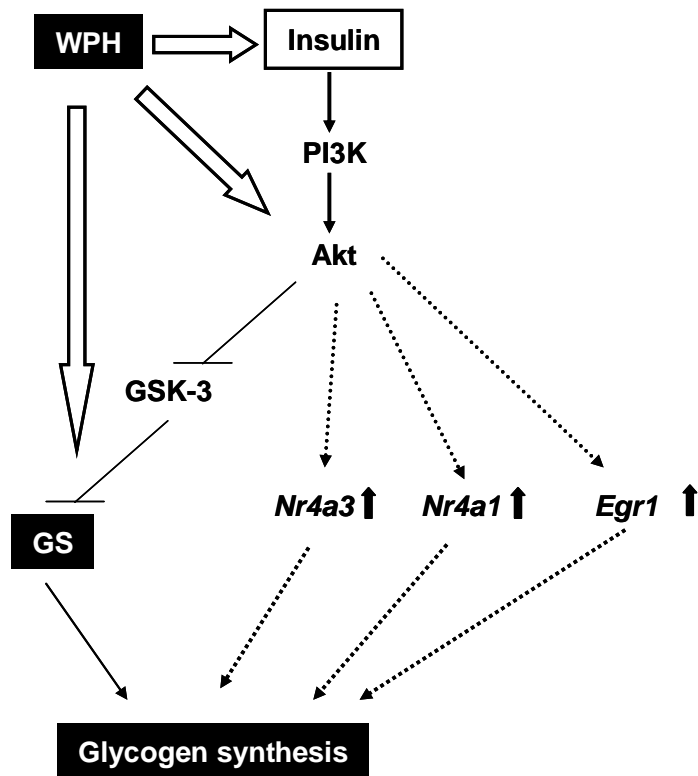 WPH
Insulin
PI3K
Akt
GSK-3
Nr4a3
Nr4a1
Egr1
GS
Glycogen synthesis